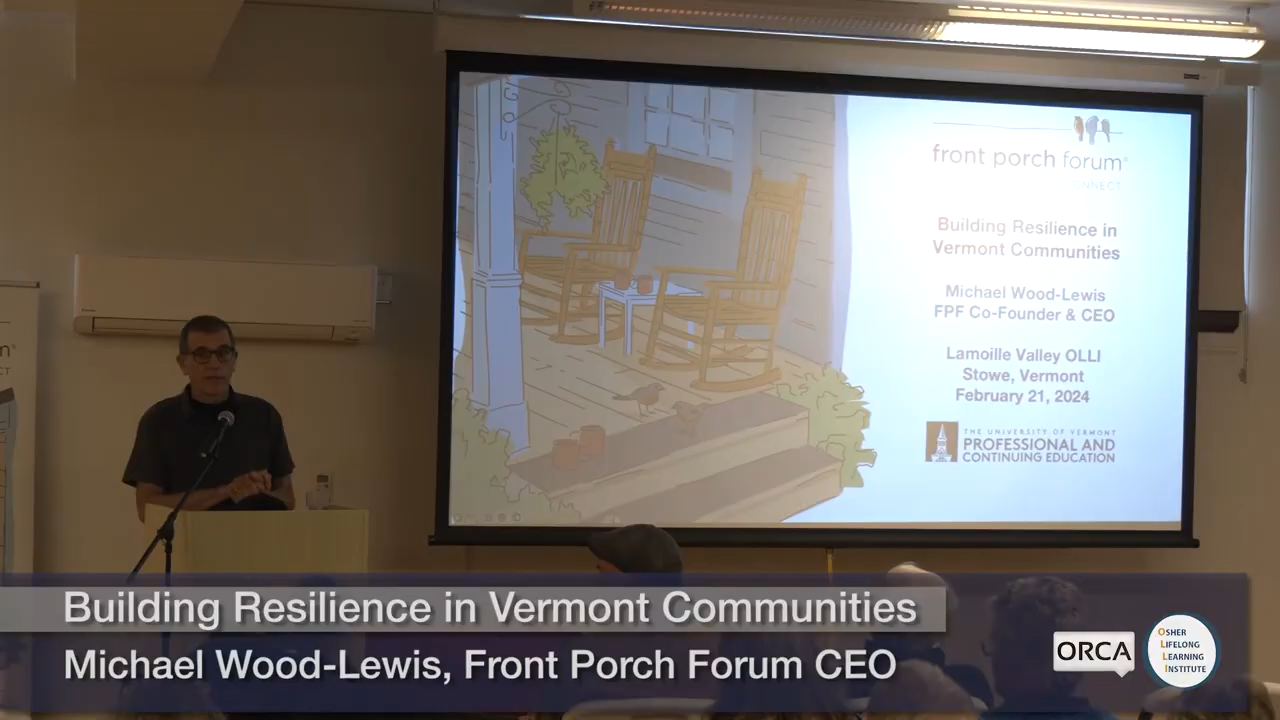 front porch forum
CONNECT
Building Resilience in
Vermont Communities
Michael Wood-Lewis
FPF Co-Founder & CEO
Lamoille Valley OLLI
Stowe, Vermont
February 21, 2024
THE UNIVERSITY OF VERMONT
PROFESSIONAL AND
CONTINUING EDUCATION
Building Resilience in Vermont Communities
Michael Wood-Lewis, Front Porch Forum CEO
ORCA
OSHER
LIFELONG
LEARNING
INSTITUTE